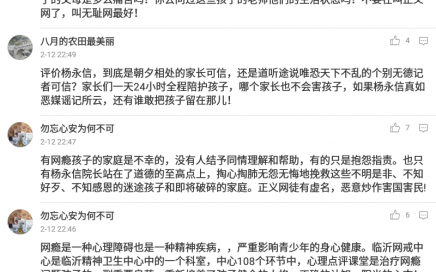 网了，叫无耻网最好！
八月的农田最美丽
4
2-12 22:49
评价杨永信，到底是朝夕相处的家长可信，还是道听途说唯恐天下不乱的个别无德记
者可信？家长们一天24小时全程陪护孩子，哪个家长也不会害孩子，如果杨永信真如
恶媒谣记所云，还有谁敢把孩子留在那儿！
勿忘心安为何不可
7
2-12 22:47
有网瘾孩子的家庭是不幸的，没有人结予同情理解和帮助，有的只是抱怨指责。也只
有杨永信院长站在了道德的至高点上，掏心掏肺无怨无悔地挽救这些不明是非、不知
好歹、不知感恩的迷途孩子和即将破碎的家庭。正义网徒有虚名，恶意炒作害国害民!
勿忘心安为何不可
4
2-12 22:46
网瘾是一种心理障碍也是一种精神疾病，，严重影响青少年的身心健康。临沂网戒中
心是临沂精神卫生中心中的一个科室，中心108个环节中，心理点评课堂是治疗网瘾